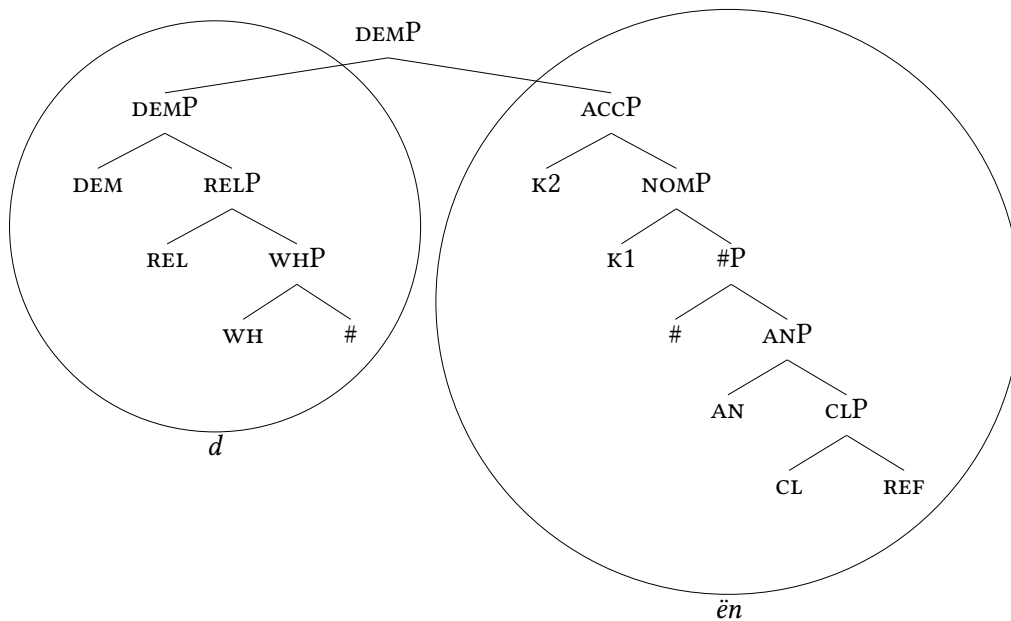 DEMP
DEMP ACCP
DEM RELP K2 NOMP
REL WHP K1 #P
WH # # ANP
AN CLP
d
CL REF
ën